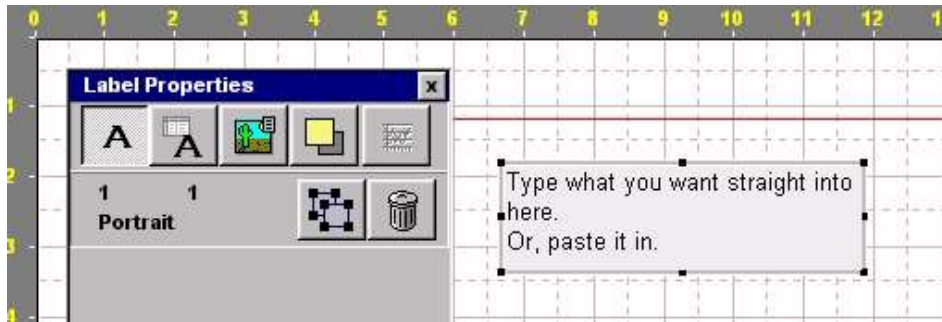 0 1 2 3 4 5 6 7 8 9 10 11 12 1
Label Properties x
1
A A
2
1 1
Portrait
3
4
Type what you want straight into
here.
Or, paste it in.